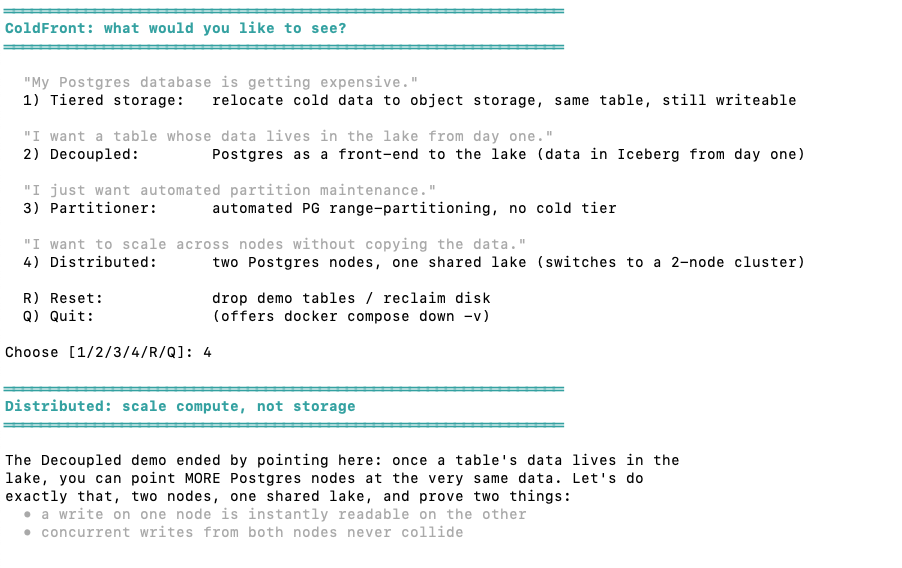 ColdFront: what would you like to see?
"My Postgres database is getting expensive."
1) Tiered storage:   relocate cold data to object storage, same table, still writeable
"I want a table whose data lives in the lake from day one."
2) Decoupled:        Postgres as a front-end to the lake (data in Iceberg from day one)
"I just want automated partition maintenance."
3) Partitioner:      automated PG range-partitioning, no cold tier
"I want to scale across nodes without copying the data."
4) Distributed:      two Postgres nodes, one shared lake (switches to a 2-node cluster)
R) Reset:            drop demo tables / reclaim disk
Q) Quit:             (offers docker compose down -v)
Choose [1/2/3/4/R/Q]: 4
Distributed: scale compute, not storage
The Decoupled demo ended by pointing here: once a table's data lives in the
lake, you can point MORE Postgres nodes at the very same data. Let's do
exactly that, two nodes, one shared lake, and prove two things:
• a write on one node is instantly readable on the other
• concurrent writes from both nodes never collide